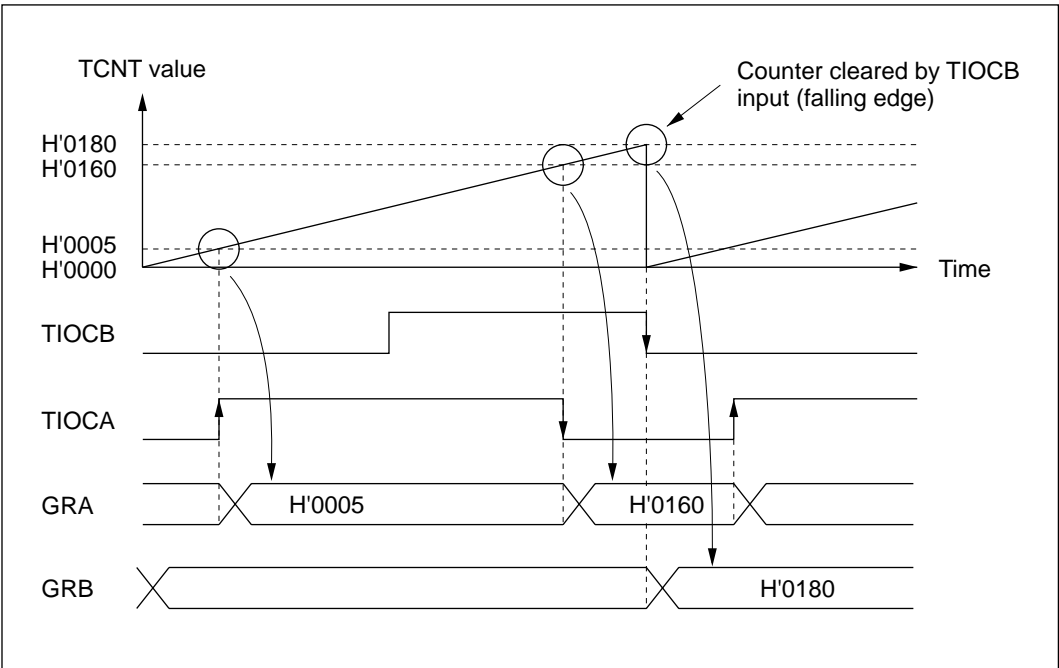 TCNT value
Counter cleared by TIOCB
input (falling edge)
H'0180
H'0160
H'0005
H'0000
Time
TIOCB
TIOCA
GRA
H'0005
H'0160
GRB
H'0180